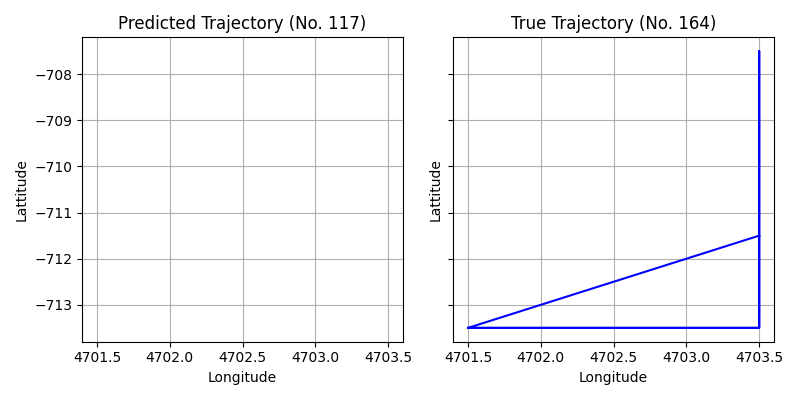 Predicted Trajectory (No. 117)
True Trajectory (No. 164)
−708
−709
−710
−711
−712
−713
Lattitude
4701.5 4702.0 4702.5 4703.0 4703.5
Longitude
Lattitude
4701.5 4702.0 4702.5 4703.0 4703.5
Longitude